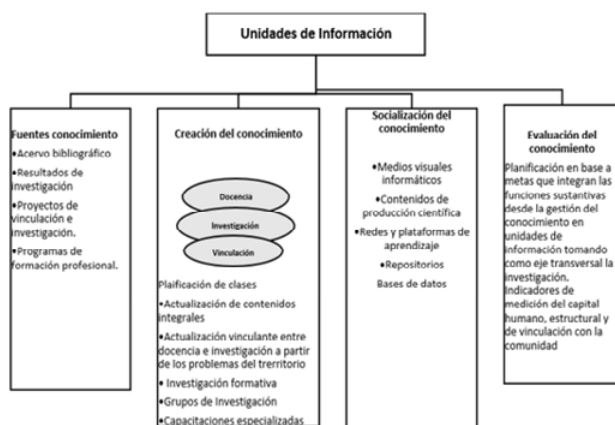 Unidades de Información
Fuentes conocimiento
•Acervo bibliográfico
•Resultados de
investigación
•Proyectos de
vinculación e
investigación.
•Programas de
formación profesional.
Creación del conocimiento
Docencia
Investigación
Vinculación
Plaificación de clases
•Actualización de contenidos
integrales
•Actualización vinculante entre
docencia e investigación a partir
de los problemas del trerritorio
• Investigación formativa
•Grupos de Investigación
•Capacitaciones especializadas
Socialización del
conocimiento
•Medios visuales
informáticos
•Contenidos de
producción científica
•Redes y plataformas de
aprendizaje
•Repositorios
Bases de datos
Evaluación del
conocimiento
Planificación en base a
metas que integran las
funciones sustantivas
desde la gestión del
conocimiento en
unidades de
información tomando
como eje transversal la
investigación.
Indicadores de
medición del capital
humano, estructural y
de vinculación con la
comunidad